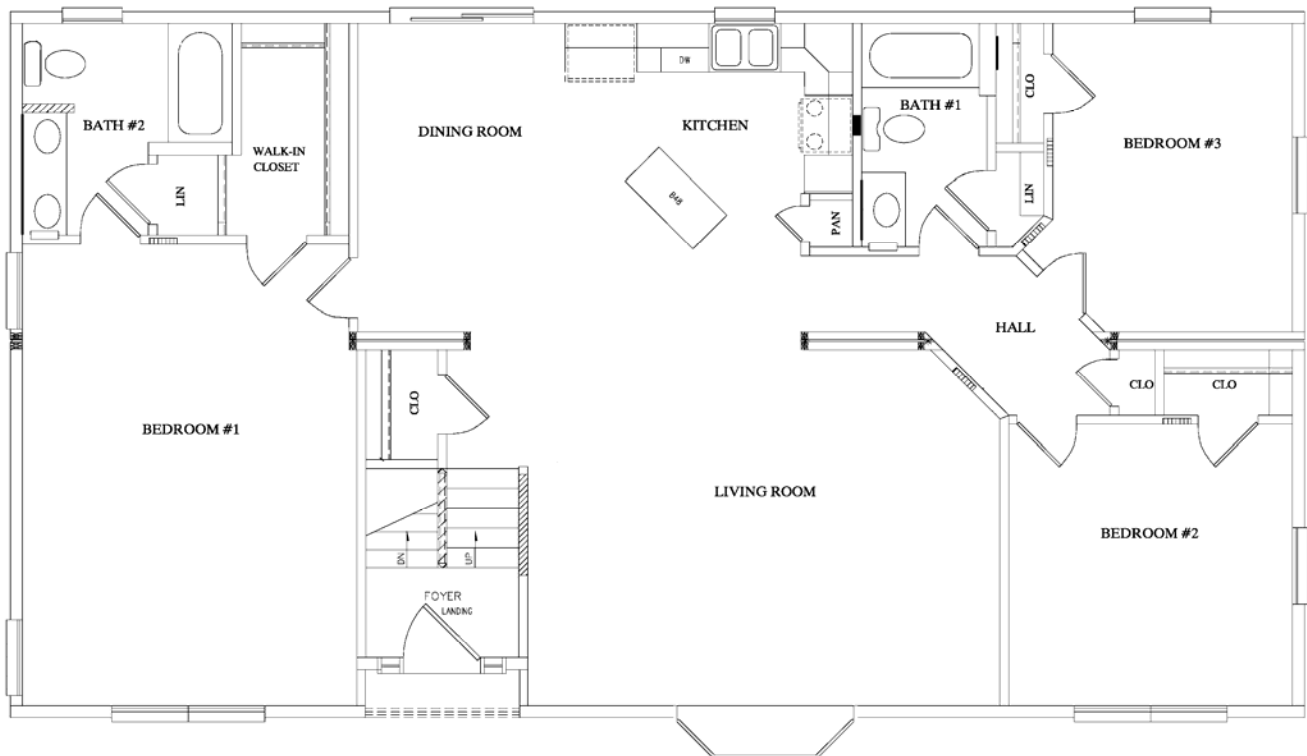 DW
BATH #2
DINING ROOM
KITCHEN
BATH #1
CLO
BEDROOM #3
WALK-IN
CLOSET
LIN
B48
PAN
LIN
HALL
CLO
CLO
CLO
BEDROOM #1
LIVING ROOM
BEDROOM #2
DN
UP
FOYER
LANDING